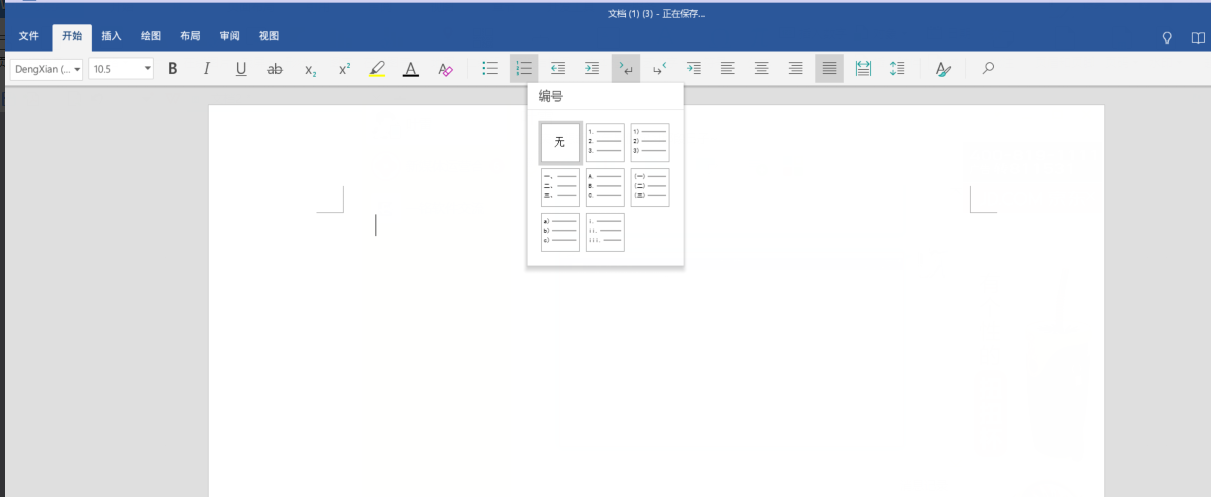 文档 (1) (3) - 正在保存...
文件 开始 插入 绘图 布局 审阅 视图
DengXian (... 10.5 B I U ab x₂ x² A A
编号
无
1.
2.
3.
1)
2)
3)
一.
二.
三.
A.
B.
C.
(一)
(二)
(三)
a)
b)
c)
i.
ii.
iii.